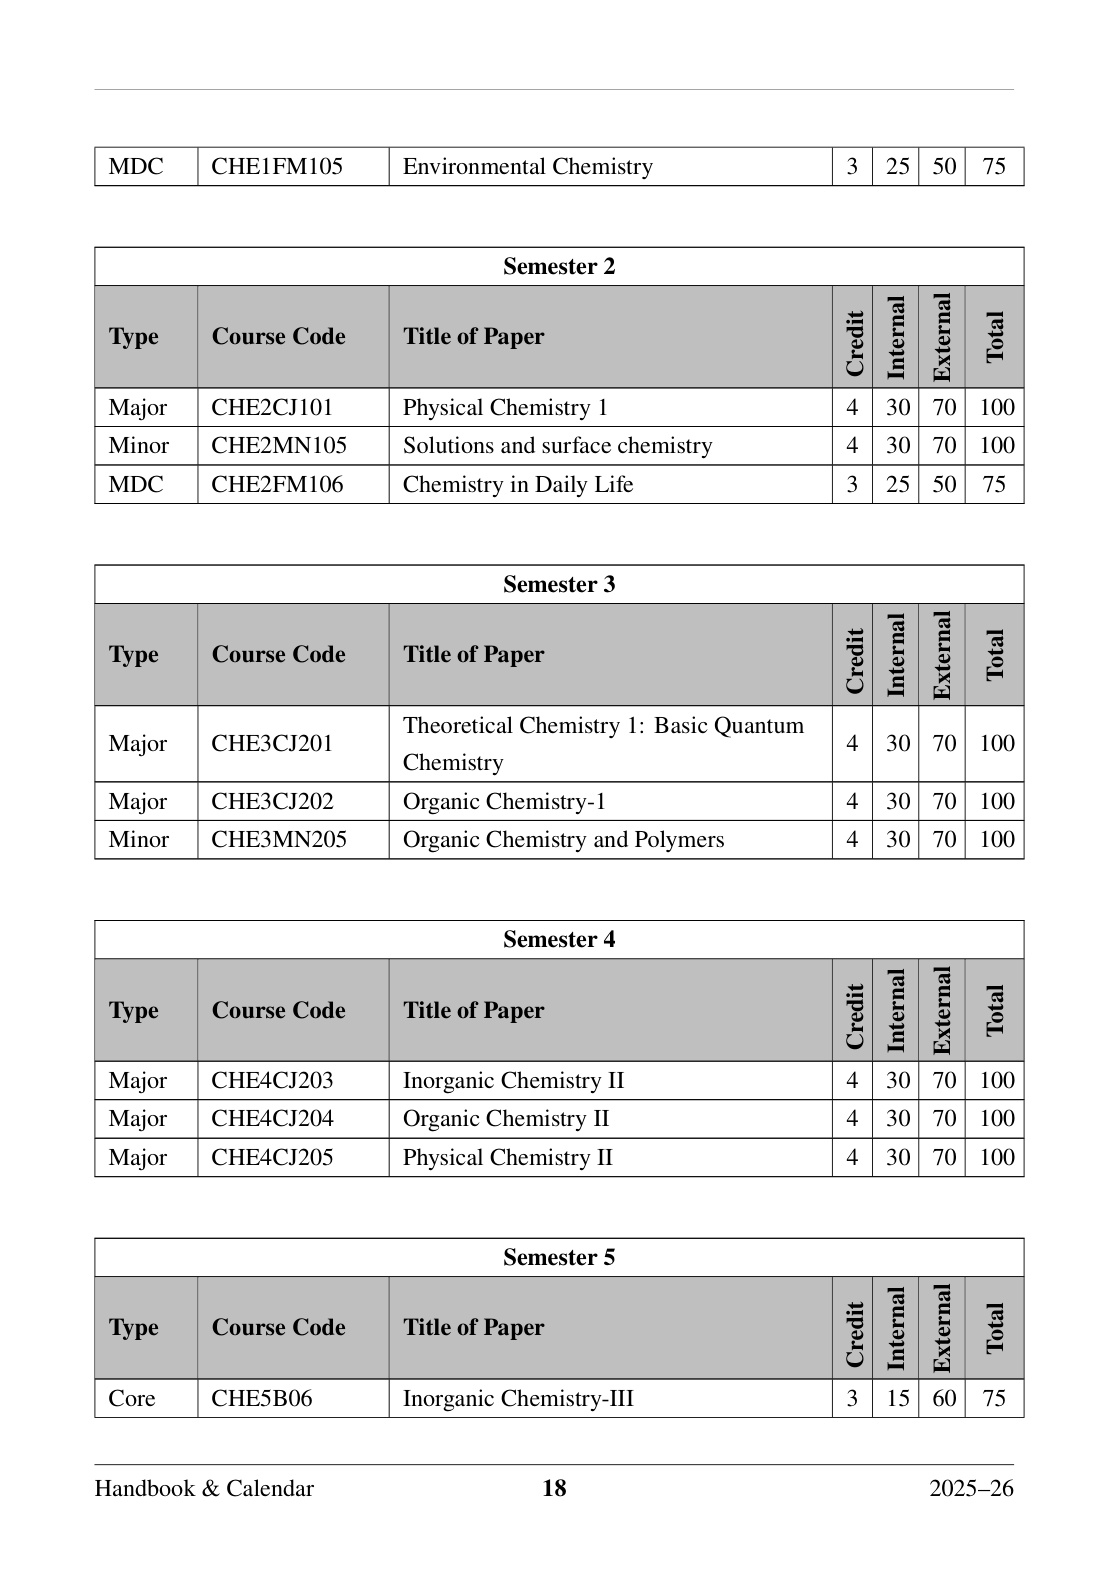 MDC CHE1FM105 Environmental Chemistry 3 25 50 75
Semester 2
Type Course Code Title of Paper Credit Internal External Total
Major CHE2CJ101 Physical Chemistry 1 4 30 70 100
Minor CHE2MN105 Solutions and surface chemistry 4 30 70 100
MDC CHE2FM106 Chemistry in Daily Life 3 25 50 75
Semester 3
Type Course Code Title of Paper Credit Internal External Total
Major CHE3CJ201 Theoretical Chemistry 1: Basic Quantum
Chemistry 4 30 70 100
Major CHE3CJ202 Organic Chemistry-1 4 30 70 100
Minor CHE3MN205 Organic Chemistry and Polymers 4 30 70 100
Semester 4
Type Course Code Title of Paper Credit Internal External Total
Major CHE4CJ203 Inorganic Chemistry II 4 30 70 100
Major CHE4CJ204 Organic Chemistry II 4 30 70 100
Major CHE4CJ205 Physical Chemistry II 4 30 70 100
Semester 5
Type Course Code Title of Paper Credit Internal External Total
Core CHE5B06 Inorganic Chemistry-III 3 15 60 75
Handbook & Calendar 18 2025–26